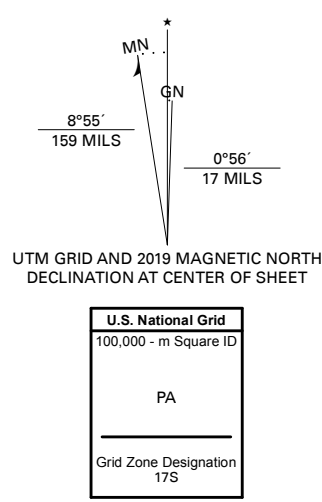 MN
GN
8°55´
159 MILS
0°56´
17 MILS
UTM GRID AND 2019 MAGNETIC NORTH
DECLINATION AT CENTER OF SHEET
U.S. National Grid
100,000 - m Square ID
PA
Grid Zone Designation
17S